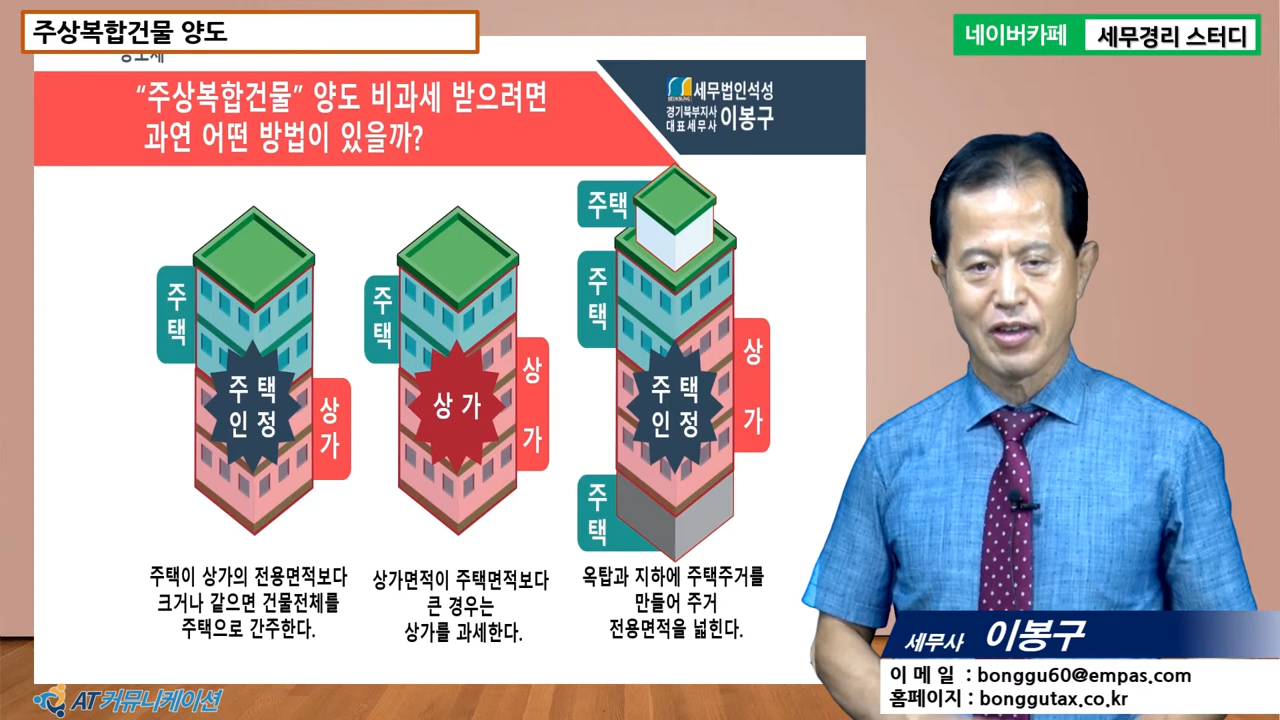 주상복합건물 양도
네이버카페 세무경리 스터디
양도세
“주상복합건물” 양도 비과세 받으려면
과연 어떤 방법이 있을까?
SEOKSUNG 세무법인석성
경기북부지사
대표세무사 이봉구
주택
상가
주택
인정
주택
상가
상가
주택
주택
상가
주택
인정
주택
주택이 상가의 전용면적보다
크거나 같으면 건물전체를
주택으로 간주한다.
상가면적이 주택면적보다
큰 경우는
상가를 과세한다.
옥탑과 지하에 주택주거를
만들어 주거
전용면적을 넓힌다.
세무사 이봉구
이 메 일 : bonggu60@empas.com
홈페이지 : bonggutax.co.kr
AT커뮤니케이션